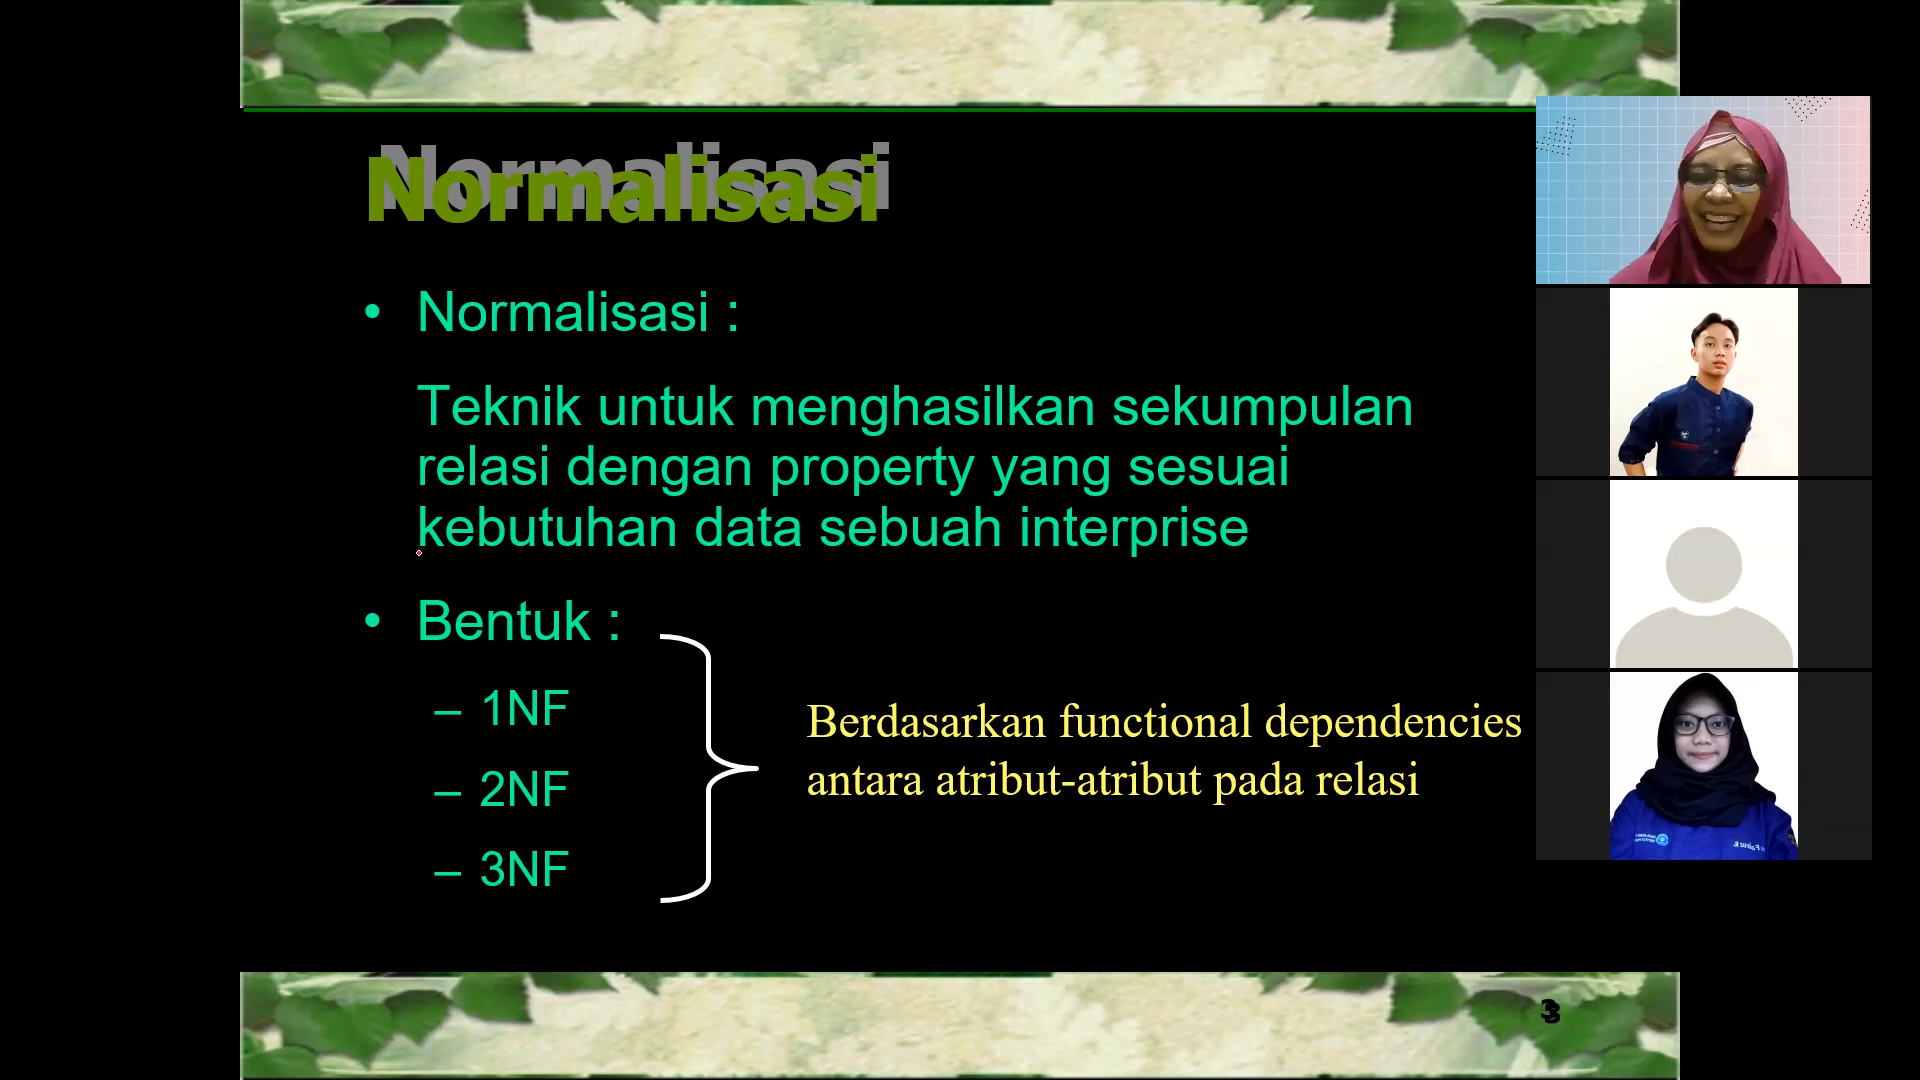 Normalisasi
• Normalisasi :
Teknik untuk menghasilkan sekumpulan
relasi dengan property yang sesuai
kebutuhan data sebuah interprise
• Bentuk :
– 1NF
– 2NF
– 3NF
Berdasarkan functional dependencies
antara atribut-atribut pada relasi
3